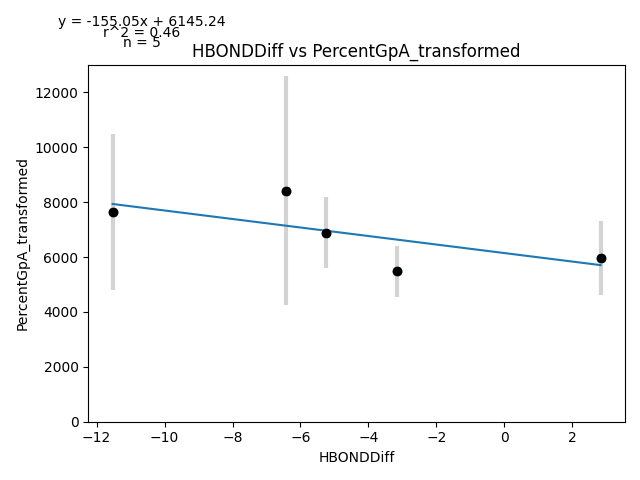 y = -155.05x + 6145.24
r^2 = 0.46
n = 5
HBONDDiff vs PercentGpA_transformed
12000
10000
8000
6000
4000
2000
0
PercentGpA_transformed
−12
−10
−8
−6
−4
−2
0
2
HBONDDiff